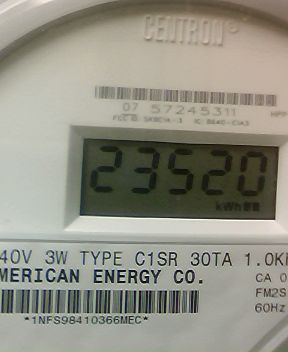 CENTRON®
07 57245311
23520
kWh
40V 3W TYPE C1SR 30TA 1.0K
MERICAN ENERGY CO.
CA 0
FM2S
60Hz
*1NFS98410366MEC*